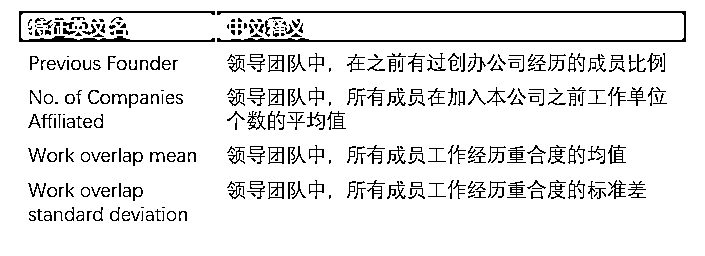 特征英文名 中文释义
Previous Founder 领导团队中，在之前有过创办公司经历的成员比例
No. of Companies 领导团队中，所有成员在加入本公司之前工作单位
Affiliated 个数的平均值
Work overlap mean 领导团队中，所有成员工作经历重合度的均值
Work overlap 领导团队中，所有成员工作经历重合度的标准差
standard deviation